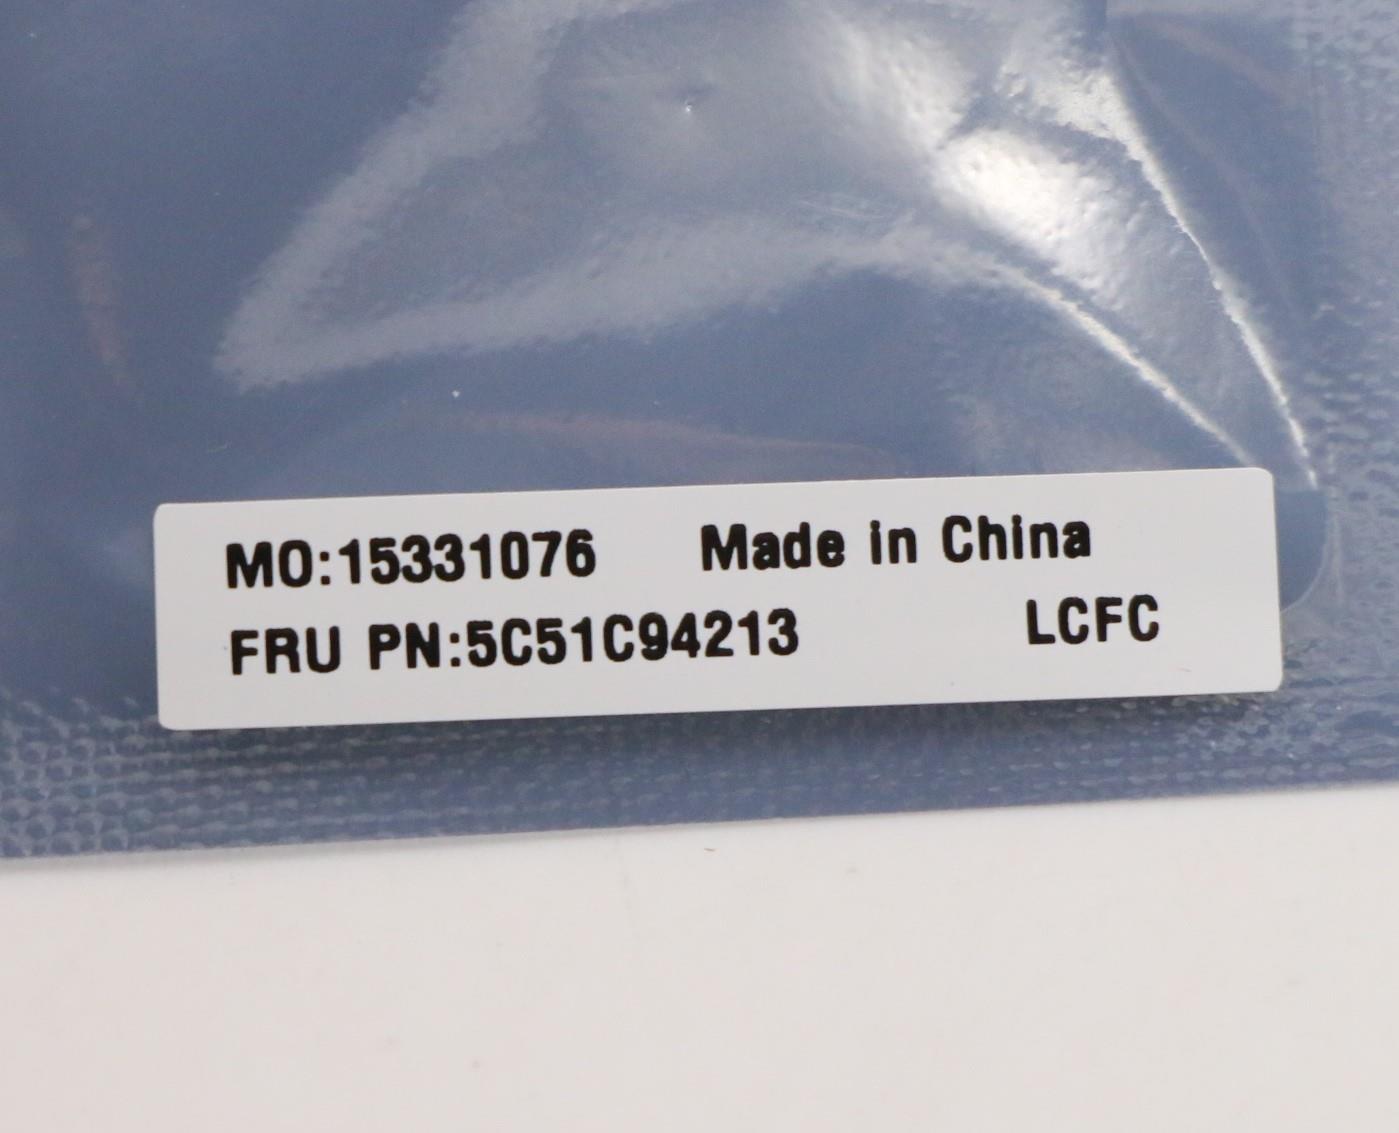 MO:15331076 Made in China
FRU PN:5C51C94213 LCFC